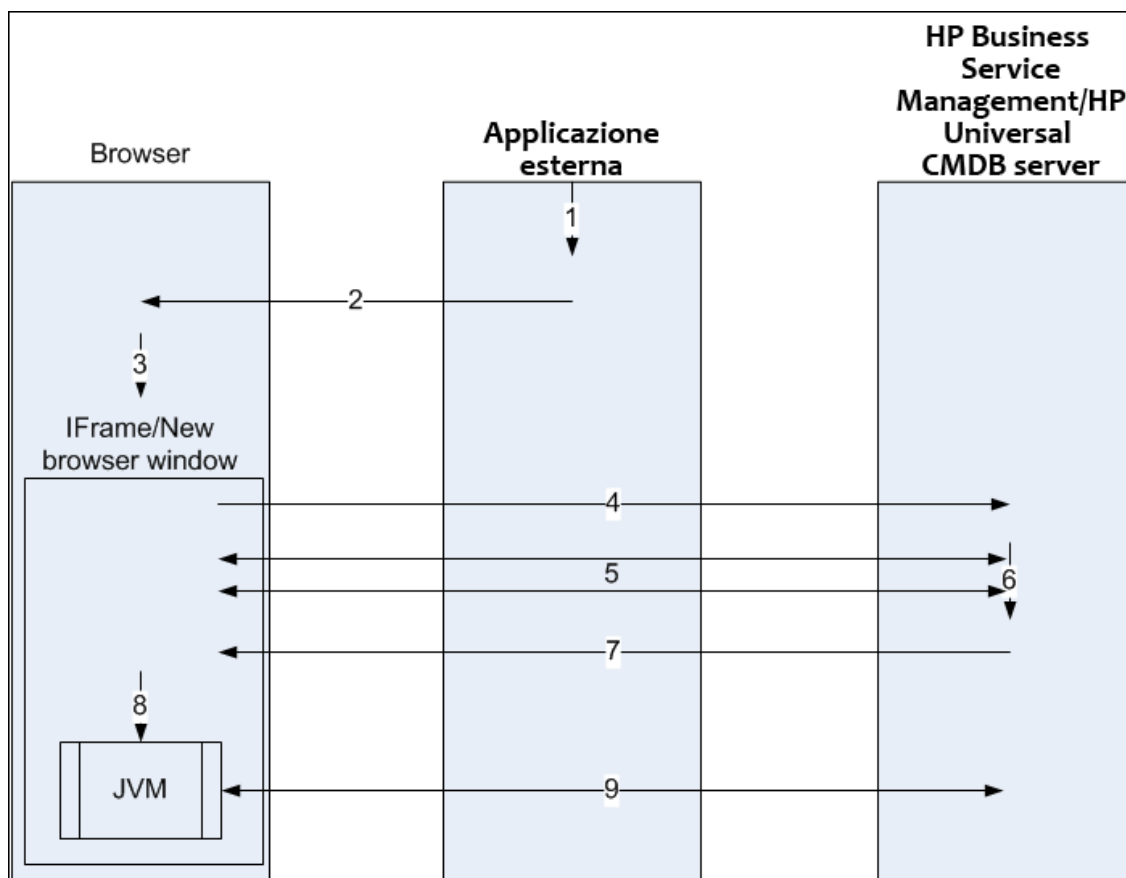 HP Business
Service
Management/HP
Universal
CMDB server
Applicazione
esterna
Browser
1
2
3
IFrame/New
browser window
4
5
6
7
8
JVM
9